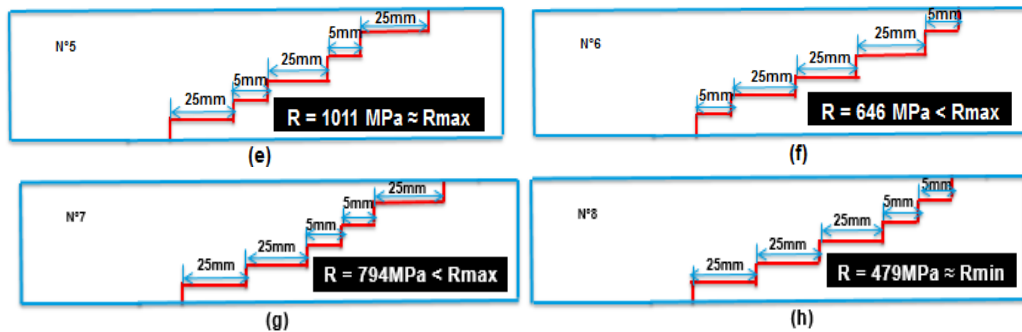 N°5
25mm
5mm
25mm
5mm
25mm
R = 1011 MPa ≈ Rmax
(e)
N°6
5mm
25mm
25mm
25mm
5mm
R = 646 MPa < Rmax
(f)
N°7
25mm
5mm
5mm
25mm
25mm
R = 794MPa < Rmax
(g)
N°8
5mm
5mm
25mm
25mm
25mm
R = 479MPa ≈ Rmin
(h)